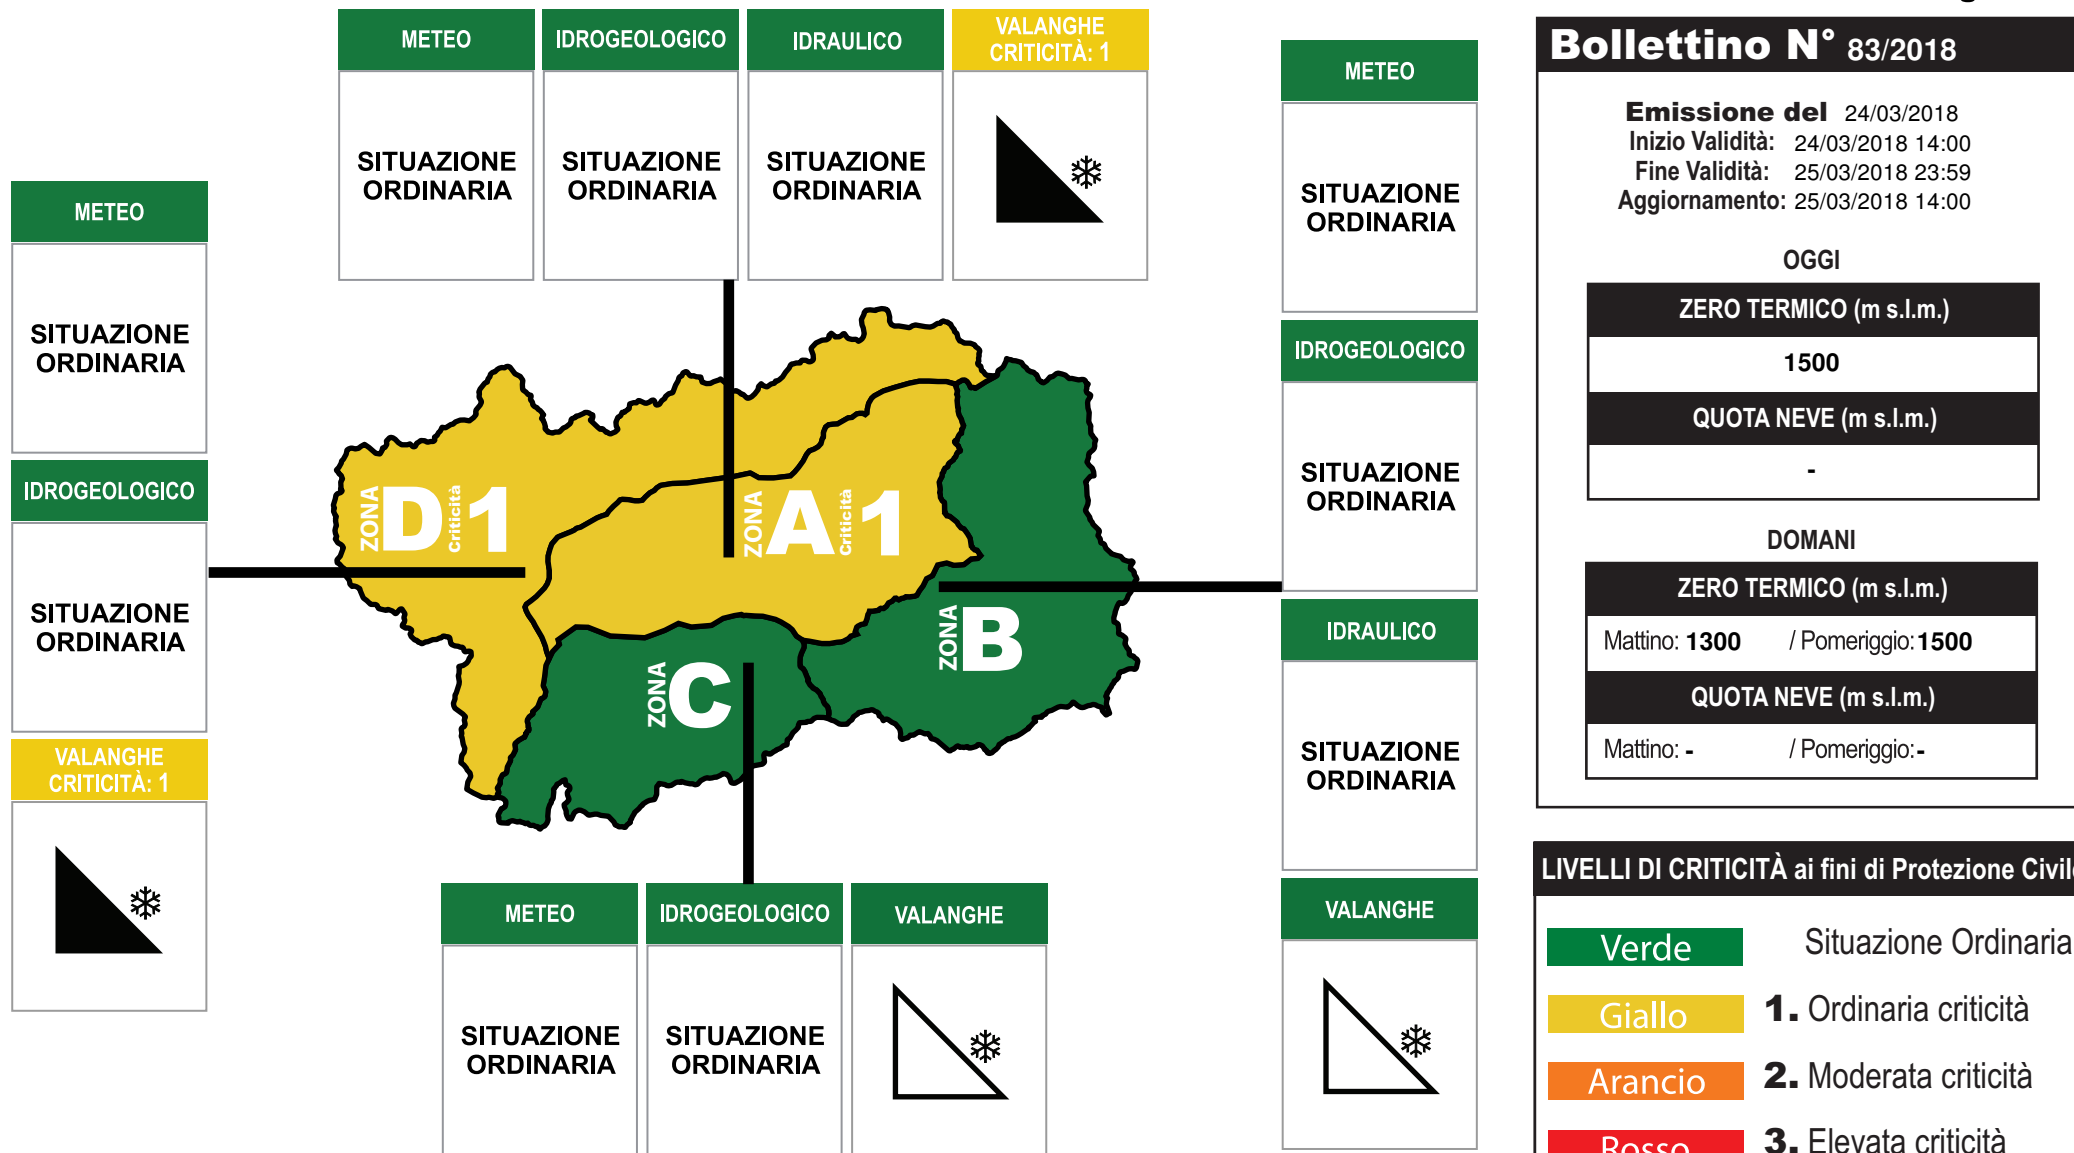 METEO
SITUAZIONE
ORDINARIA
IDROGEOLOGICO
SITUAZIONE
ORDINARIA
IDRAULICO
SITUAZIONE
ORDINARIA
VALANGHE
CRITICITÀ: 1
METEO
SITUAZIONE
ORDINARIA
IDROGEOLOGICO
SITUAZIONE
ORDINARIA
VALANGHE
CRITICITÀ: 1
ZONA D Criticità 1
ZONA A Criticità 1
ZONA B
ZONA C
METEO
SITUAZIONE
ORDINARIA
IDROGEOLOGICO
SITUAZIONE
ORDINARIA
VALANGHE
METEO
SITUAZIONE
ORDINARIA
IDROGEOLOGICO
SITUAZIONE
ORDINARIA
IDRAULICO
SITUAZIONE
ORDINARIA
VALANGHE
Bollettino N° 83/2018
Emissione del 24/03/2018
Inizio Validità: 24/03/2018 14:00
Fine Validità: 25/03/2018 23:59
Aggiornamento: 25/03/2018 14:00
OGGI
ZERO TERMICO (m s.l.m.)
1500
QUOTA NEVE (m s.l.m.)
-
DOMANI
ZERO TERMICO (m s.l.m.)
Mattino: 1300 / Pomeriggio: 1500
QUOTA NEVE (m s.l.m.)
Mattino: - / Pomeriggio: -
LIVELLI DI CRITICITÀ ai fini di Protezione Civile
Verde Situazione Ordinaria
Giallo 1. Ordinaria criticità
Arancio 2. Moderata criticità
Rosso 3. Elevata criticità